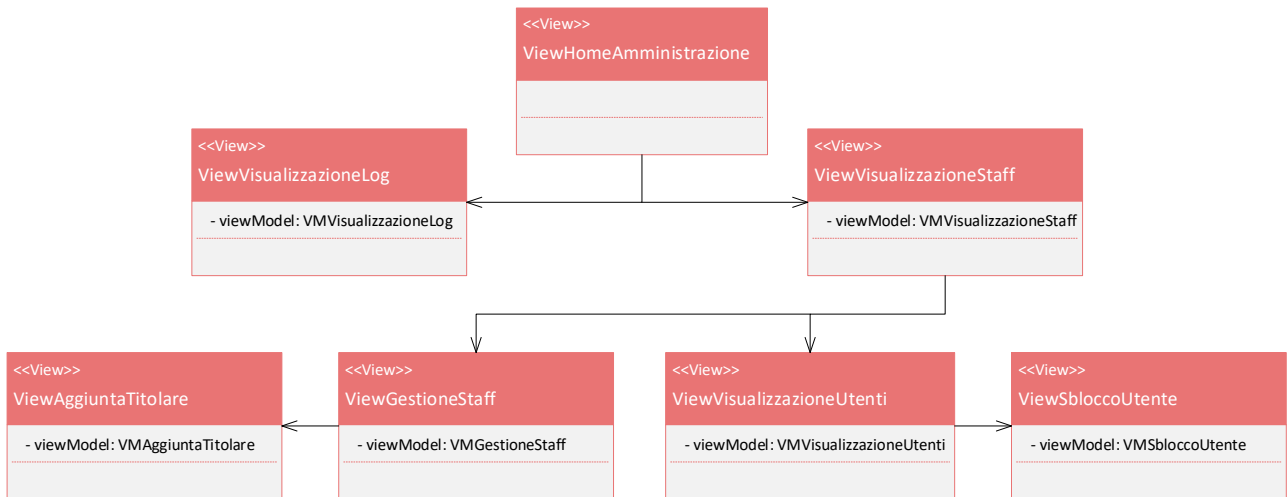 <<View>>
ViewHomeAmministrazione
<<View>>
ViewVisualizzazioneLog
- viewModel: VMVisualizzazioneLog
<<View>>
ViewVisualizzazioneStaff
- viewModel: VMVisualizzazioneStaff
<<View>>
ViewAggiuntaTitolare
- viewModel: VMAggiuntaTitolare
<<View>>
ViewGestioneStaff
- viewModel: VMGestioneStaff
<<View>>
ViewVisualizzazioneUtenti
- viewModel: VMVisualizzazioneUtenti
<<View>>
ViewSbloccoUtente
- viewModel: VMSbloccoUtente